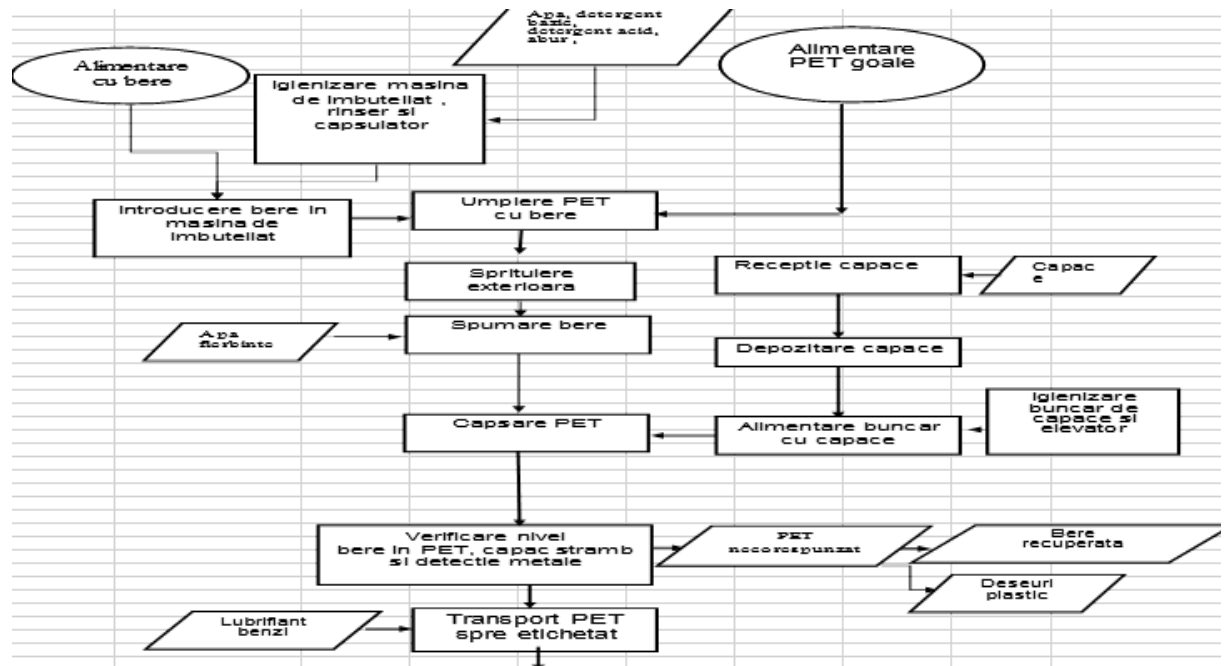 Apa, detergent
bazic,
detergent acid,
abur ,
Alimentare
cu bere
Igienizare masina
de imbuteliat ,
rinser si
capsulator
Alimentare
PET goale
Introducere bere in
masina de
imbuteliat
Umplere PET
cu bere
Sprituiere
exterioara
Receptie capace
Capac
e
Apa
fierbinte
Spumare bere
Depozitare capace
Capsare PET
Alimentare buncar
cu capace
Igienizare
buncar de
capace si
elevator
Verificare nivel
bere in PET, capac stramb
si detectie metale
PET
necorespunzat
Bere
recuperata
Deseuri
plastic
Lubrifiant
benzi
Transport PET
spre etichetat